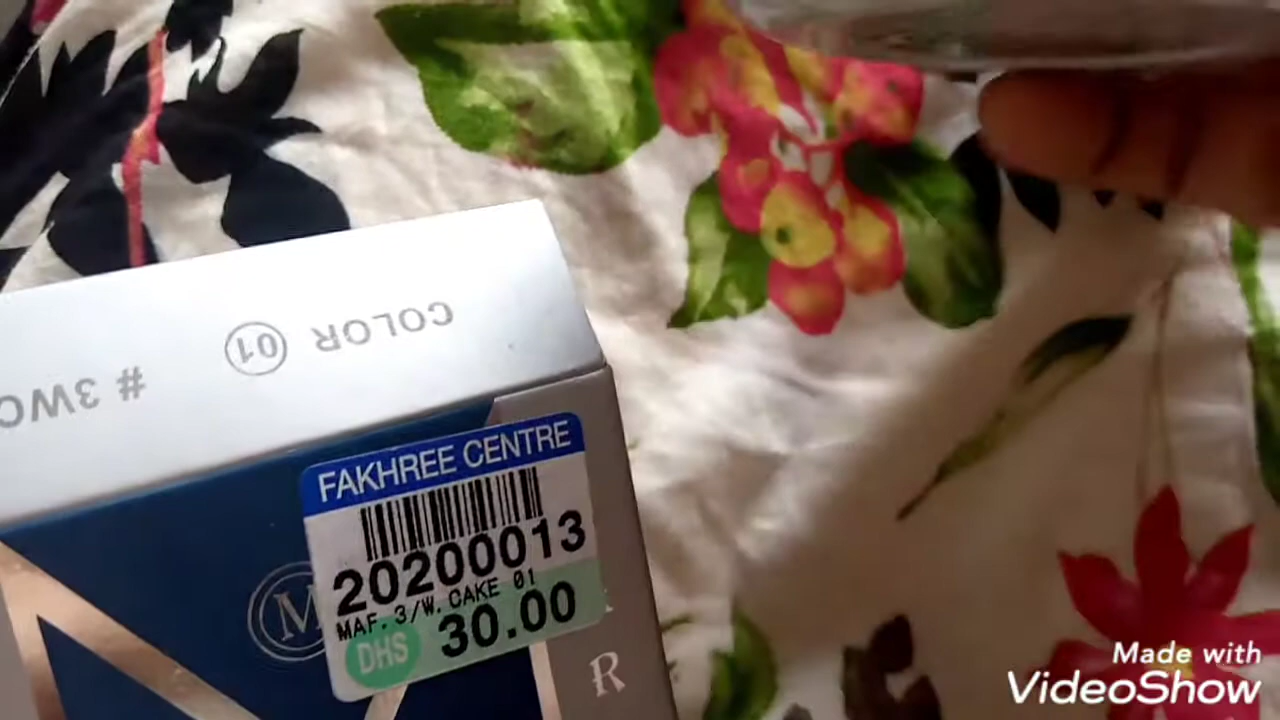 COLOR 01
# 3WC
FAKHREE CENTRE
20200013
MAF. 3/W. CAKE 01
DHS 30.00
M
R
Made with
VideoShow